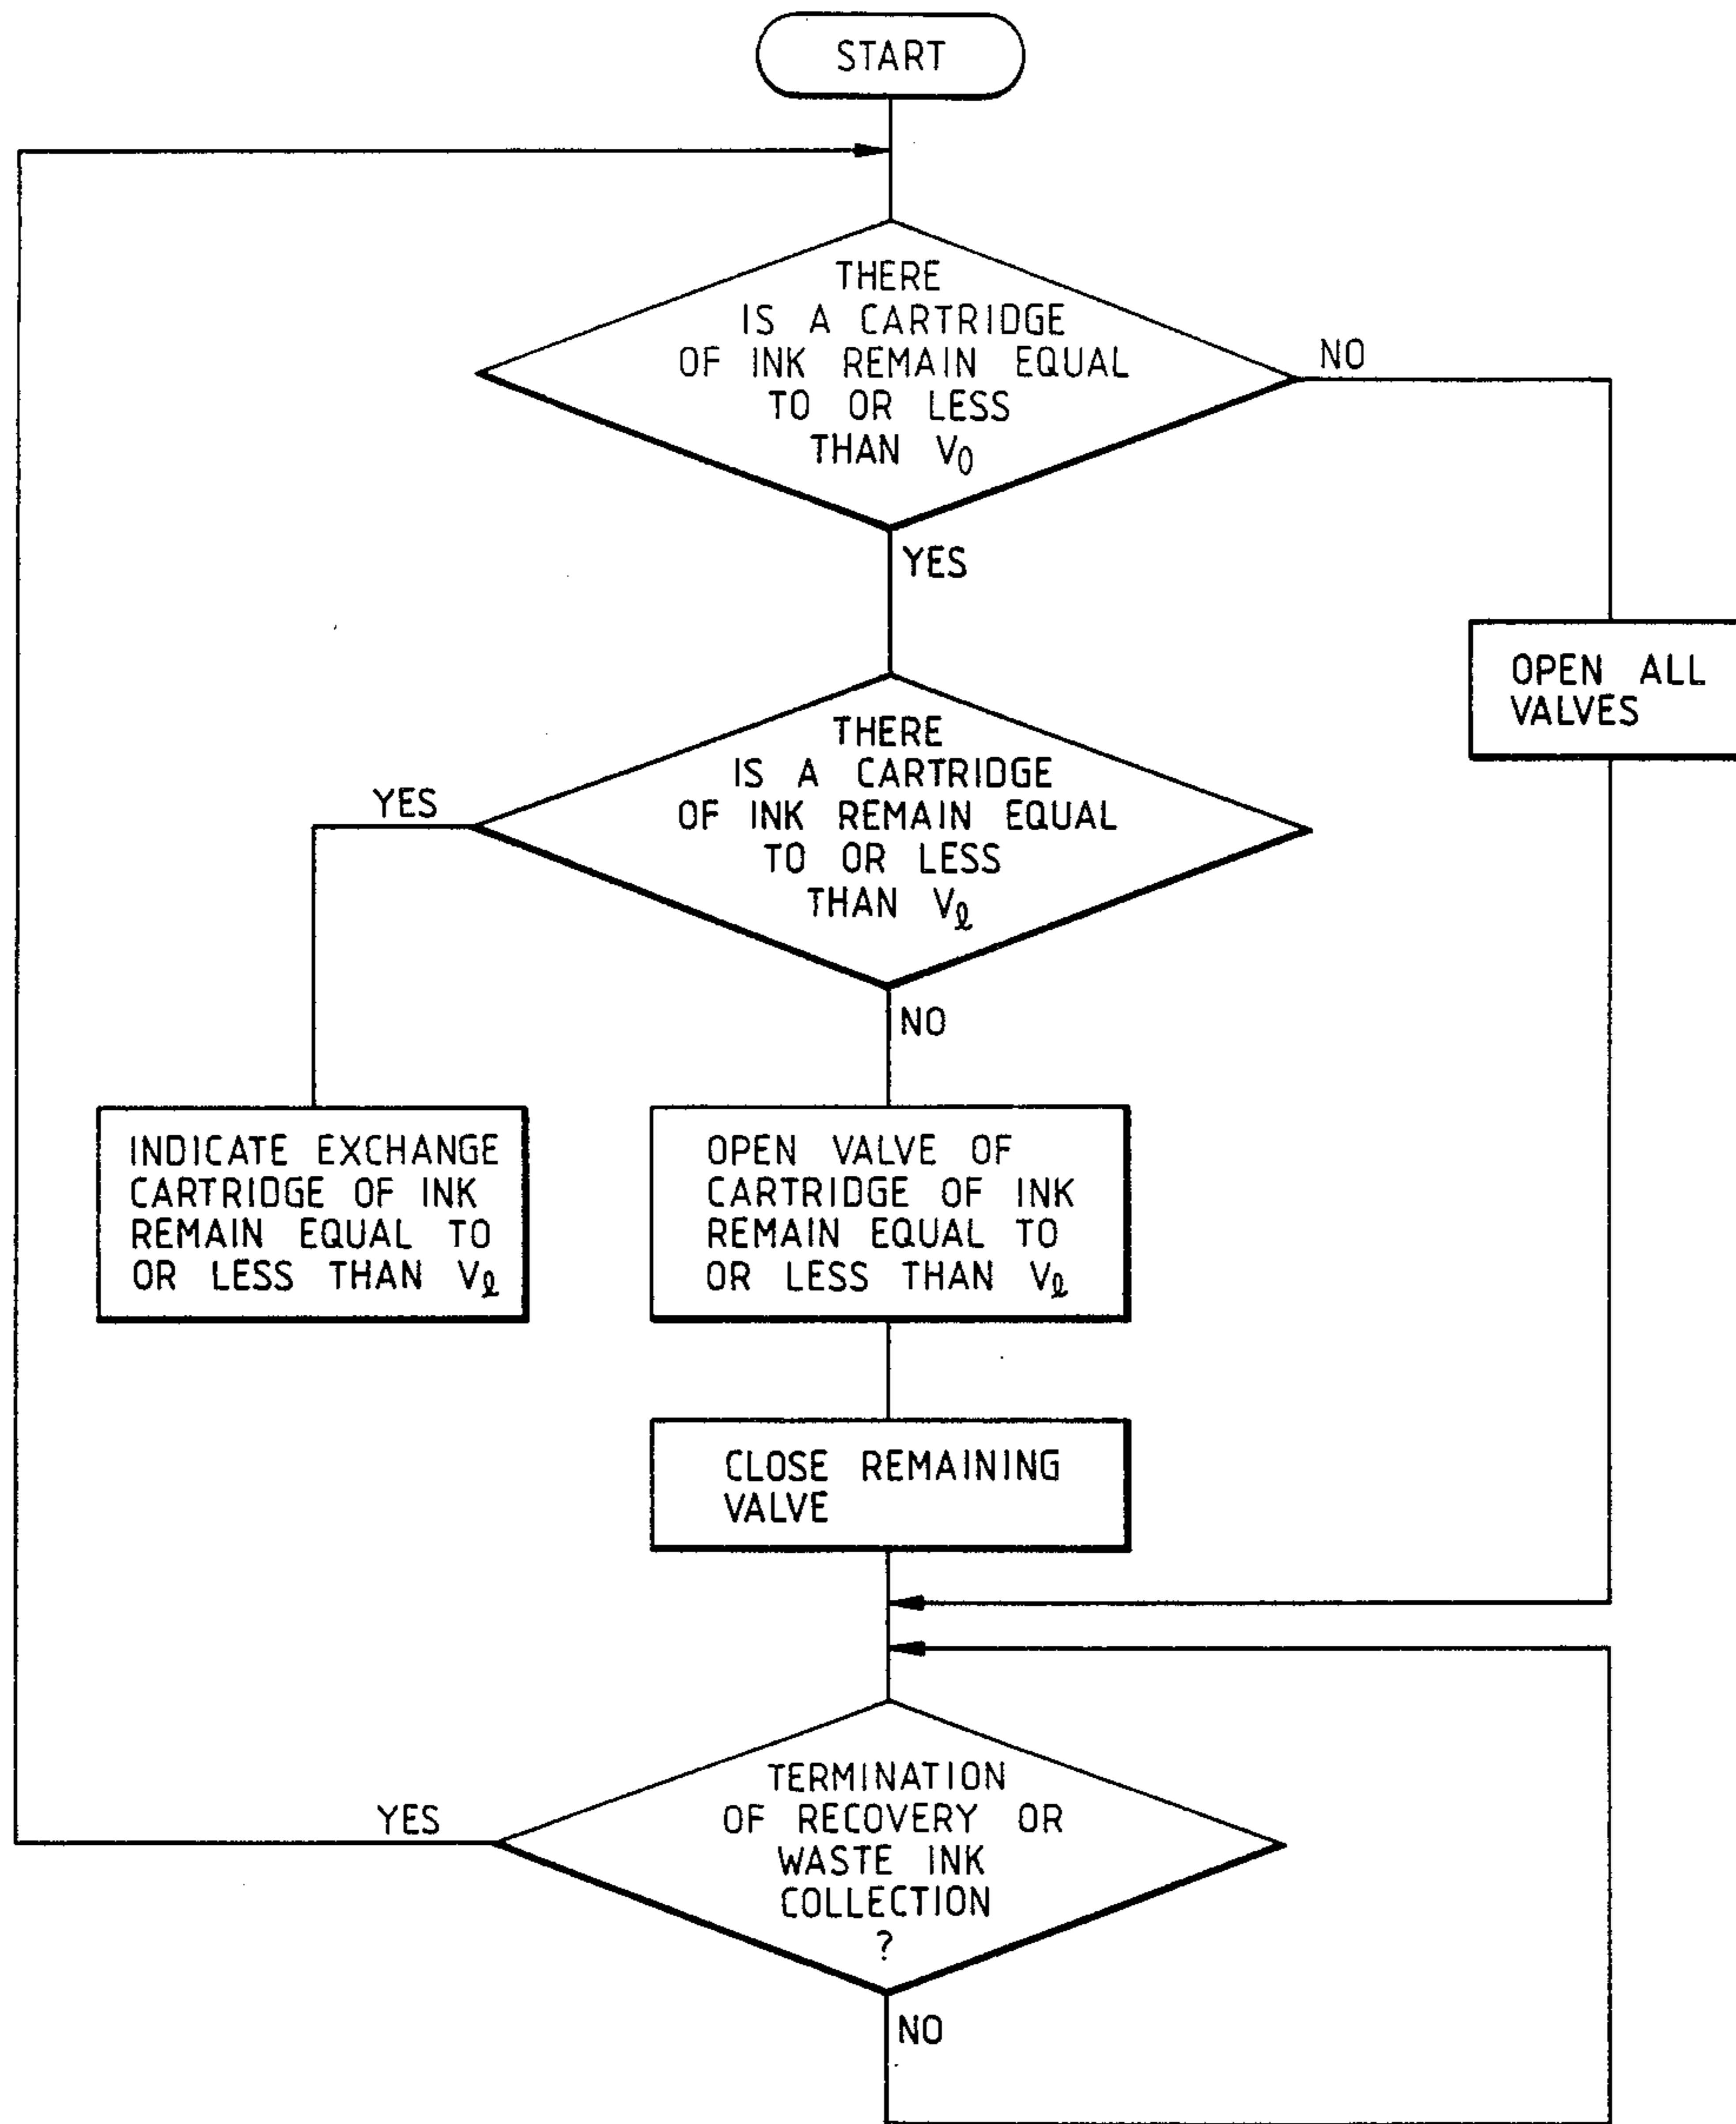 START
THERE
IS A CARTRIDGE
OF INK REMAIN EQUAL
TO OR LESS
THAN V0
NO
YES
OPEN ALL
VALVES
THERE
IS A CARTRIDGE
OF INK REMAIN EQUAL
TO OR LESS
THAN Vℓ
YES
NO
INDICATE EXCHANGE
CARTRIDGE OF INK
REMAIN EQUAL TO
OR LESS THAN Vℓ
OPEN VALVE OF
CARTRIDGE OF INK
REMAIN EQUAL TO
OR LESS THAN Vℓ
CLOSE REMAINING
VALVE
TERMINATION
OF RECOVERY OR
WASTE INK
COLLECTION
?
YES
NO